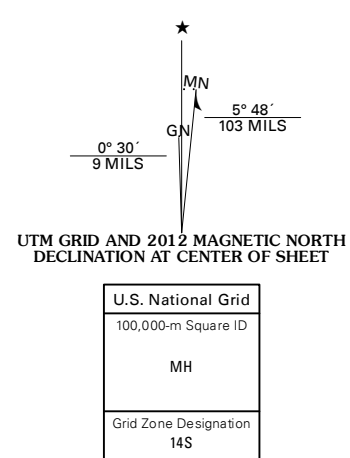 ★
MN
GN
5° 48´
103 MILS
0° 30´
9 MILS
UTM GRID AND 2012 MAGNETIC NORTH
DECLINATION AT CENTER OF SHEET
U.S. National Grid
100,000-m Square ID
MH
Grid Zone Designation
14S